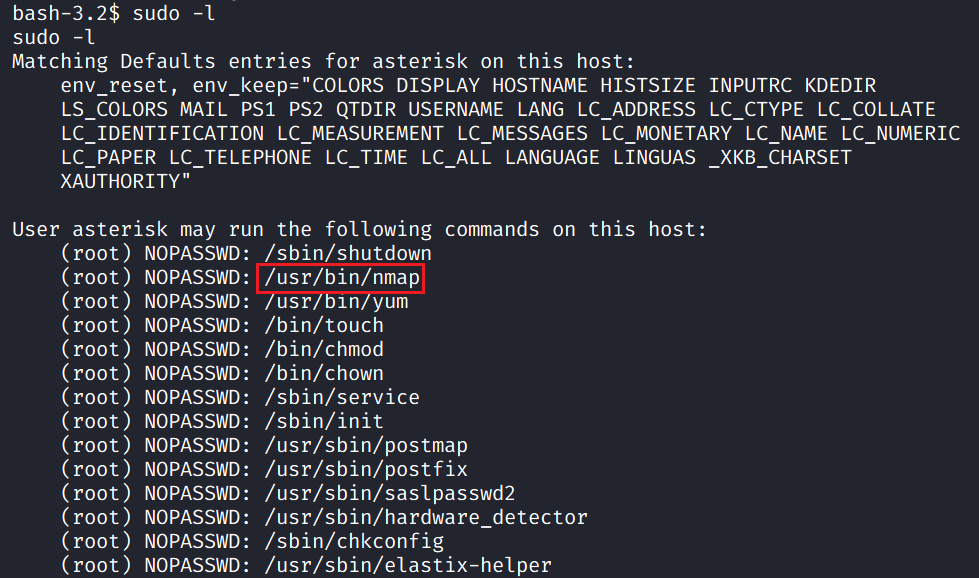 bash-3.2$ sudo -l
sudo -l
Matching Defaults entries for asterisk on this host:
    env_reset, env_keep="COLORS DISPLAY HOSTNAME HISTSIZE INPUTRC KDEDIR
    LS_COLORS MAIL PS1 PS2 QTDIR USERNAME LANG LC_ADDRESS LC_CTYPE LC_COLLATE
    LC_IDENTIFICATION LC_MEASUREMENT LC_MESSAGES LC_MONETARY LC_NAME LC_NUMERIC
    LC_PAPER LC_TELEPHONE LC_TIME LC_ALL LANGUAGE LINGUAS _XKB_CHARSET
    XAUTHORITY"

User asterisk may run the following commands on this host:
    (root) NOPASSWD: /sbin/shutdown
    (root) NOPASSWD: /usr/bin/nmap
    (root) NOPASSWD: /usr/bin/yum
    (root) NOPASSWD: /bin/touch
    (root) NOPASSWD: /bin/chmod
    (root) NOPASSWD: /bin/chown
    (root) NOPASSWD: /sbin/service
    (root) NOPASSWD: /sbin/init
    (root) NOPASSWD: /usr/sbin/postmap
    (root) NOPASSWD: /usr/sbin/postfix
    (root) NOPASSWD: /usr/sbin/saslpasswd2
    (root) NOPASSWD: /usr/sbin/hardware_detector
    (root) NOPASSWD: /sbin/chkconfig
    (root) NOPASSWD: /usr/sbin/elastix-helper